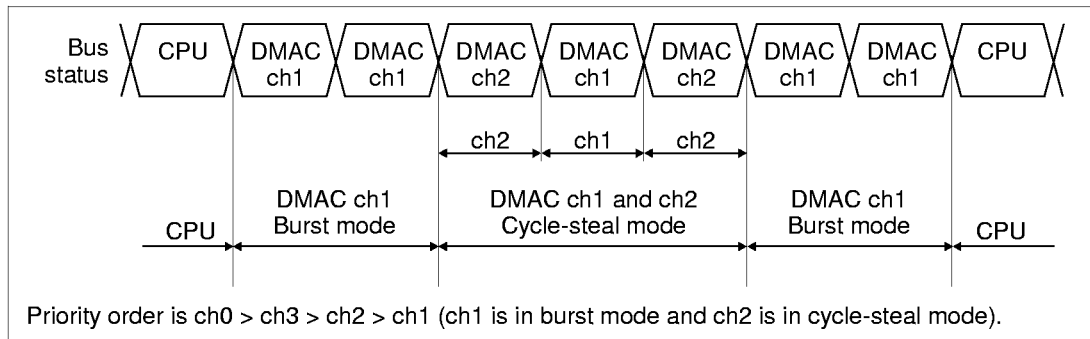 Bus status
CPU
DMAC ch1
DMAC ch1
DMAC ch2
DMAC ch1
DMAC ch2
DMAC ch1
DMAC ch1
CPU
ch2
ch1
ch2
CPU
DMAC ch1
Burst mode
DMAC ch1 and ch2
Cycle-steal mode
DMAC ch1
Burst mode
CPU
Priority order is ch0 > ch3 > ch2 > ch1 (ch1 is in burst mode and ch2 is in cycle-steal mode).